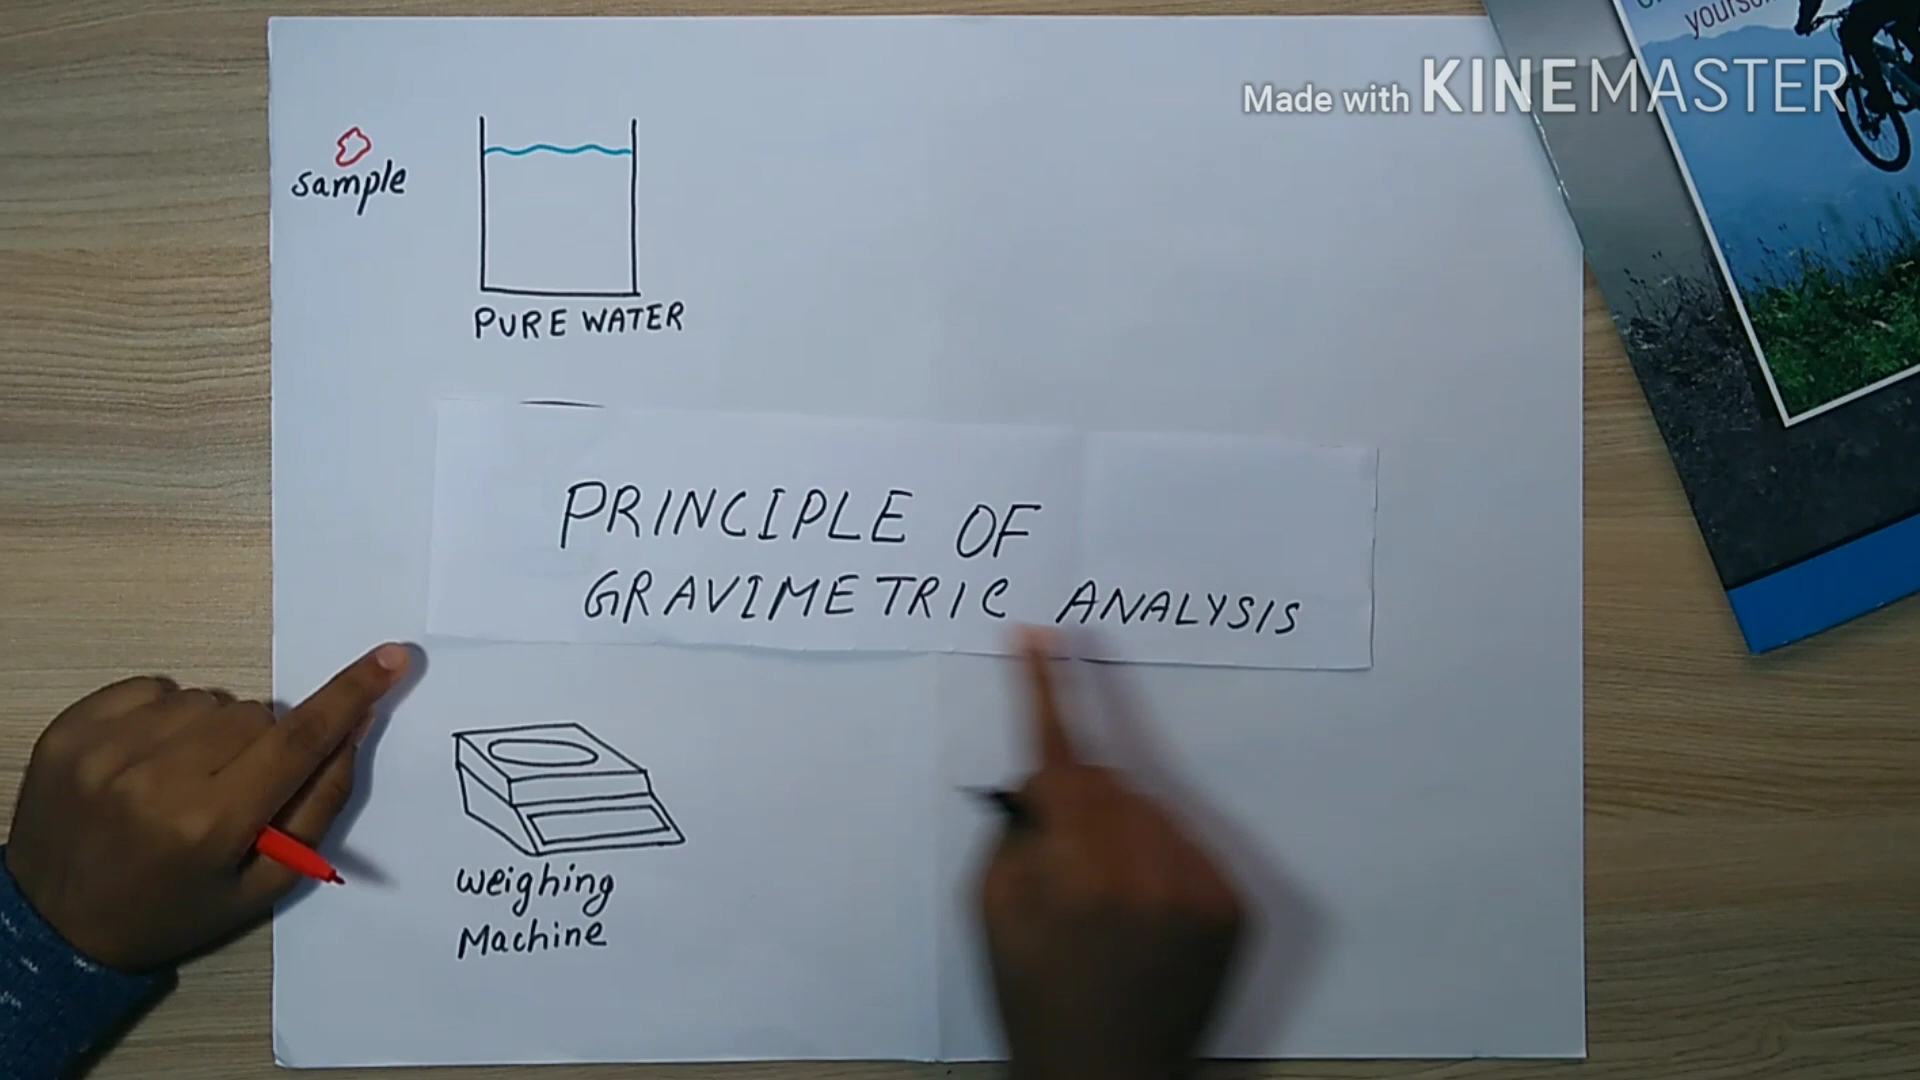 Made with KINEMASTER
sample
PURE WATER
PRINCIPLE OF
GRAVIMETRIC ANALYSIS
Weighing
Machine